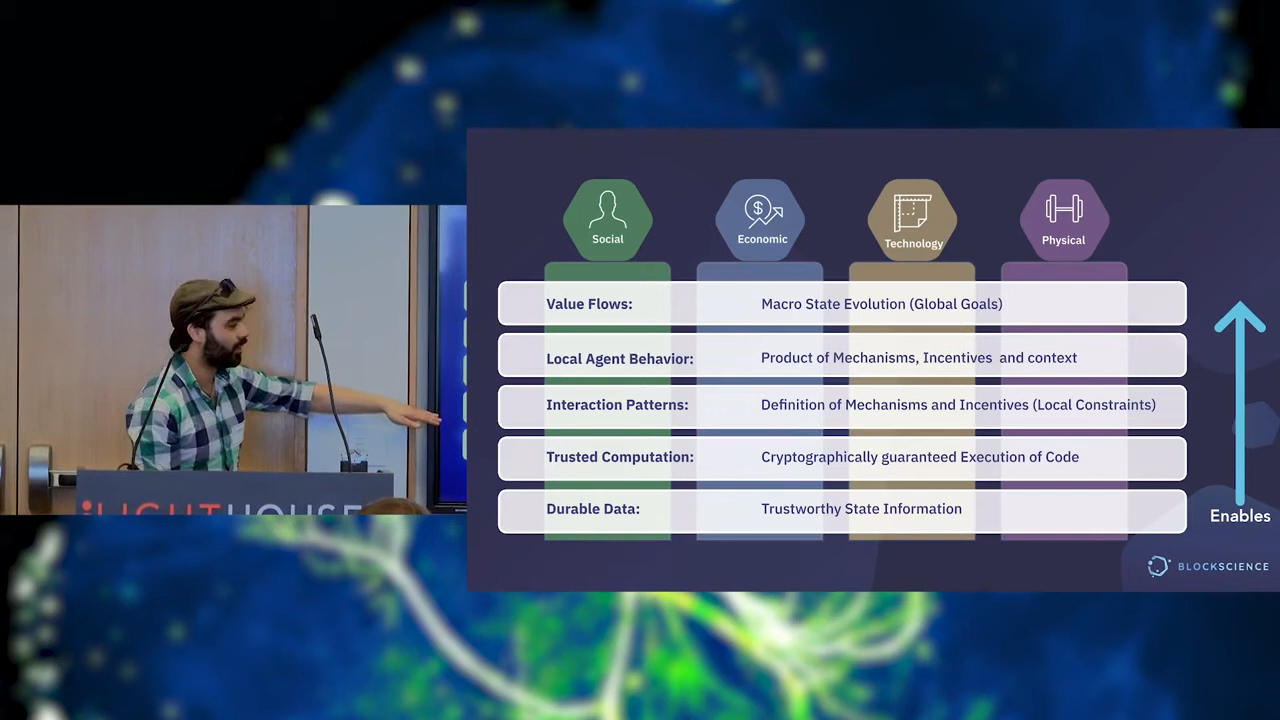 Social
Economic
Technology
Physical
Value Flows: Macro State Evolution (Global Goals)
Local Agent Behavior: Product of Mechanisms, Incentives and context
Interaction Patterns: Definition of Mechanisms and Incentives (Local Constraints)
Trusted Computation: Cryptographically guaranteed Execution of Code
Durable Data: Trustworthy State Information
Enables
BLOCKSCIENCE
LIGHTHOUSE